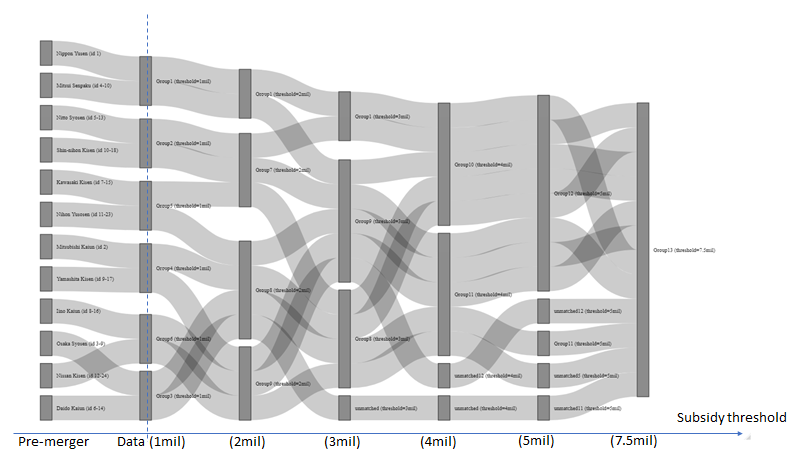 Nippon Yusen (id 1)
Mitsui Senpaku (id 4-10)
Nitto Syosen (id 5-13)
Shin-nihon Kisen (id 10-18)
Kawasaki Kisen (id 7-15)
Nihon Yusosen (id 11-23)
Mitsubishi Kaiun (id 2)
Yamashita Kisen (id 9-17)
Iino Kaiun (id 8-16)
Osaka Syosen (id 3-9)
Nissan Kisen (id 12-24)
Daido Kaiun (id 6-14)
Group1 (threshold=1mil)
Group2 (threshold=1mil)
Group5 (threshold=1mil)
Group4 (threshold=1mil)
Group6 (threshold=1mil)
Group3 (threshold=1mil)
Group1 (threshold=2mil)
Group7 (threshold=2mil)
Group8 (threshold=2mil)
Group9 (threshold=2mil)
Group1 (threshold=3mil)
Group9 (threshold=3mil)
Group8 (threshold=3mil)
unmatched (threshold=3mil)
Group10 (threshold=4mil)
Group11 (threshold=4mil)
unmatched12 (threshold=4mil)
unmatched (threshold=4mil)
Group12 (threshold=5mil)
unmatched12 (threshold=5mil)
Group11 (threshold=5mil)
unmatched5 (threshold=5mil)
unmatched11 (threshold=5mil)
Group13 (threshold=7.5mil)
Subsidy threshold
Pre-merger Data (1mil) (2mil) (3mil) (4mil) (5mil) (7.5mil)